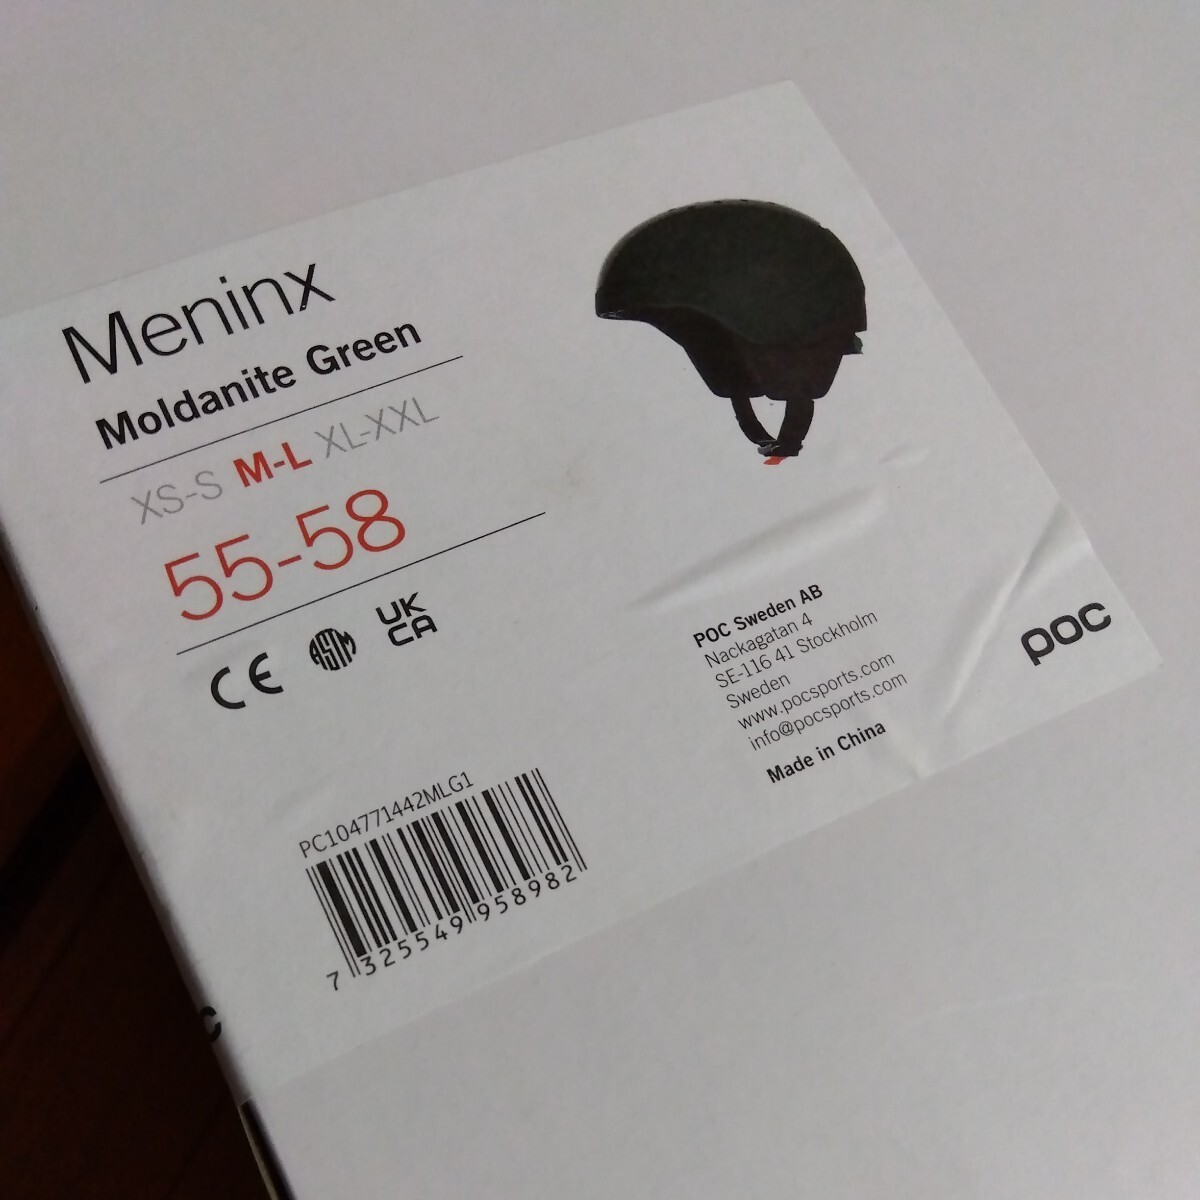 Meninx
Moldanite Green
XS-S M-L XL-XXL
55-58
CE ASTM UK
CA
PC104771442MLG1
7 325549 958982
POC Sweden AB
Nackagatan 4
SE-116 41 Stockholm
Sweden
www.pocsports.com
info@pocsports.com
Made in China
POC
c